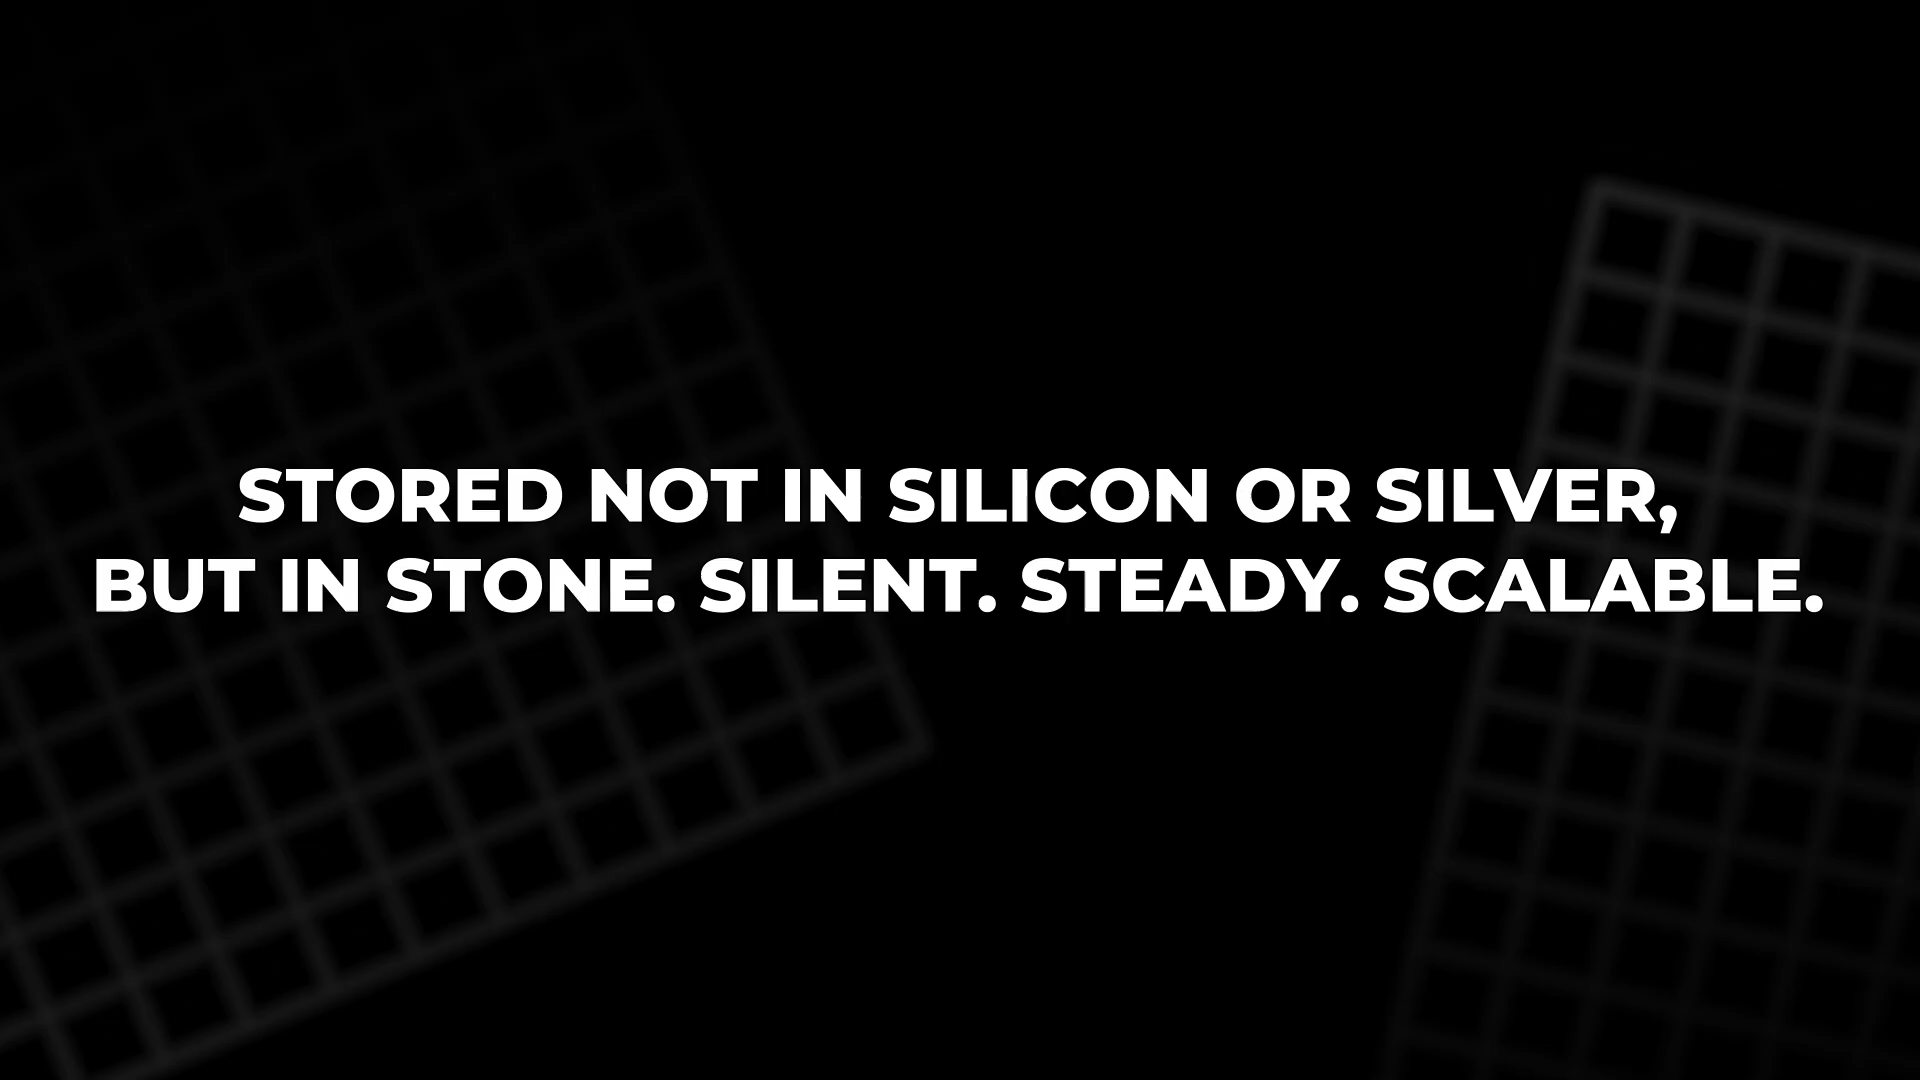 STORED NOT IN SILICON OR SILVER,
BUT IN STONE. SILENT. STEADY. SCALABLE.